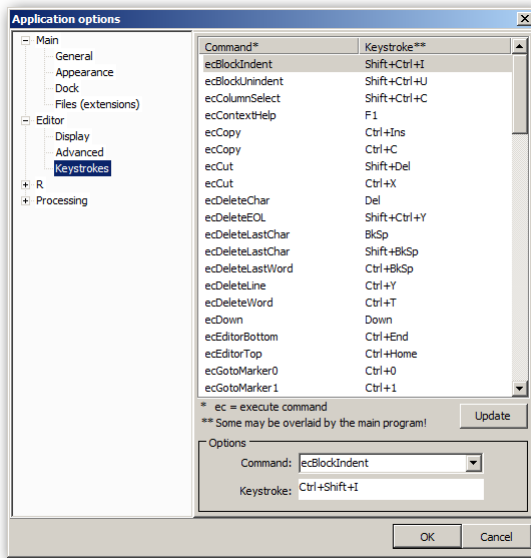 Application options
Main
General
Appearance
Dock
Files (extensions)
Editor
Display
Advanced
Keystrokes
R
Processing
Command* Keystroke**
ecBlockIndent Shift+Ctrl+I
ecBlockUnindent Shift+Ctrl+U
ecColumnSelect Shift+Ctrl+C
ecContextHelp F1
ecCopy Ctrl+Ins
ecCopy Ctrl+C
ecCut Shift+Del
ecCut Ctrl+X
ecDeleteChar Del
ecDeleteEOL Shift+Ctrl+Y
ecDeleteLastChar BkSp
ecDeleteLastChar Shift+BkSp
ecDeleteLastWord Ctrl+BkSp
ecDeleteLine Ctrl+Y
ecDeleteWord Ctrl+T
ecDown Down
ecEditorBottom Ctrl+End
ecEditorTop Ctrl+Home
ecGotoMarker0 Ctrl+0
ecGotoMarker1 Ctrl+1
* ec = execute command
** Some may be overlaid by the main program!
Update
Options
Command: ecBlockIndent
Keystroke: Ctrl+Shift+I
OK Cancel